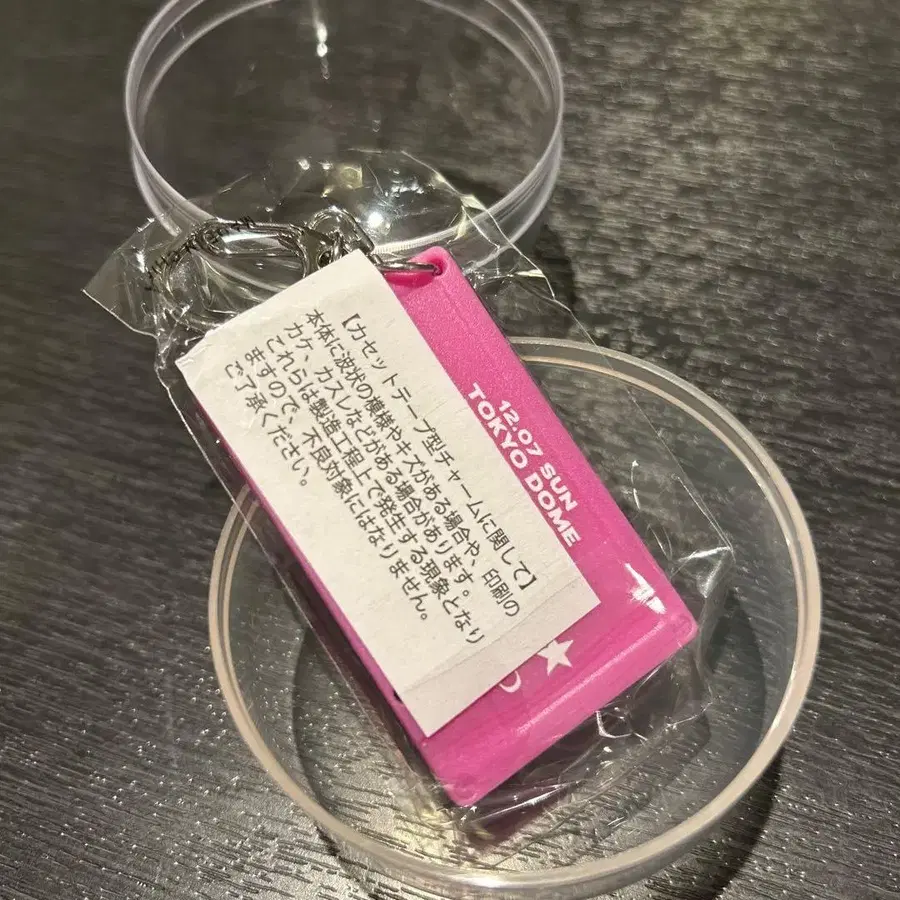 【カセットテープ型チャームに関して】
本体に波状の模様やキズがある場合や、印刷の
カケ、カスレなどがある場合があります。
これらは製造工程上で発生する現象となり
ますので、不良対象にはなりません。
ご了承ください。
12.07 SUN
TOKYO DOME